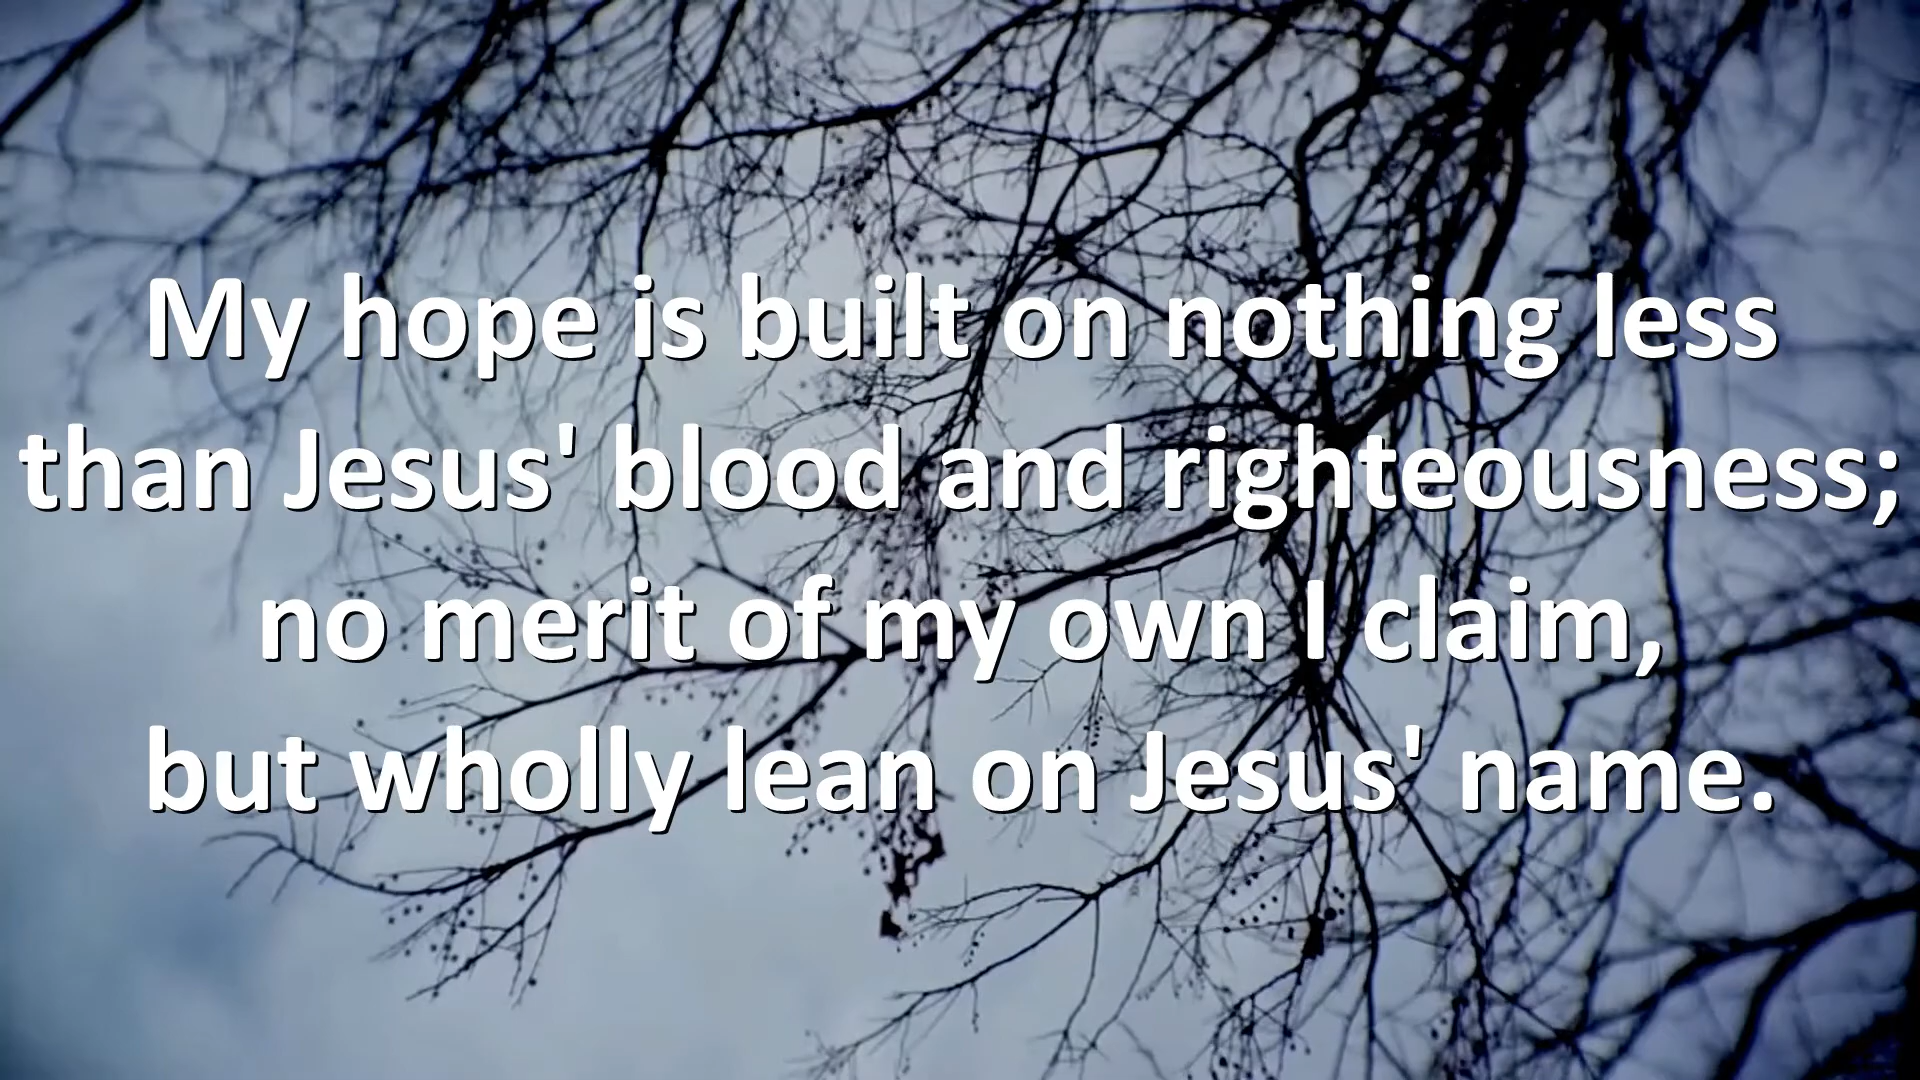 My hope is built on nothing less
than Jesus' blood and righteousness;
no merit of my own I claim,
but wholly lean on Jesus' name.